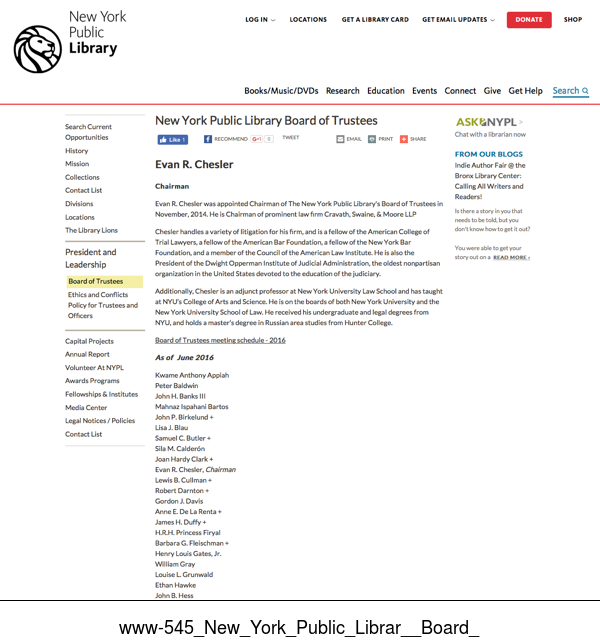 New York
Public
Library
LOG IN
LOCATIONS
GET A LIBRARY CARD
GET EMAIL UPDATES
DONATE
SHOP
Books/Music/DVDs
Research
Education
Events
Connect
Give
Get Help
Search
Search Current
Opportunities
History
Mission
Collections
Contact List
Divisions
Locations
The Library Lions
President and
Leadership
Board of Trustees
Ethics and Conflicts
Policy for Trustees and
Officers
Capital Projects
Annual Report
Volunteer At NYPL
Awards Programs
Fellowships & Institutes
Media Center
Legal Notices / Policies
Contact List
New York Public Library Board of Trustees
Like 1
RECOMMEND
G+1 0
TWEET
EMAIL
PRINT
SHARE
Evan R. Chesler
Chairman
Evan R. Chesler was appointed Chairman of The New York Public Library's Board of Trustees in
November, 2014. He is Chairman of prominent law firm Cravath, Swaine, & Moore LLP
Chesler handles a variety of litigation for his firm, and is a fellow of the American College of
Trial Lawyers, a fellow of the American Bar Foundation, a fellow of the New York Bar
Foundation, and a member of the Council of the American Law Institute. He is also the
President of the Dwight Opperman Institute of Judicial Administration, the oldest nonpartisan
organization in the United States devoted to the education of the judiciary.
Additionally, Chesler is an adjunct professor at New York University Law School and has taught
at NYU's College of Arts and Science. He is on the boards of both New York University and the
New York University School of Law. He received his undergraduate and legal degrees from
NYU, and holds a master's degree in Russian area studies from Hunter College.
Board of Trustees meeting schedule - 2016
As of June 2016
Kwame Anthony Appiah
Peter Baldwin
John H. Banks III
Mahnaz Ispahani Bartos
John P. Birkelund +
Lisa J. Blau
Samuel C. Butler +
Sila M. Calderón
Joan Hardy Clark +
Evan R. Chesler, Chairman
Lewis B. Cullman +
Robert Darnton +
Gordon J. Davis
Anne E. De La Renta +
James H. Duffy +
H.R.H. Princess Firyal
Barbara G. Fleischman +
Henry Louis Gates, Jr.
William Gray
Louise L. Grunwald
Ethan Hawke
John B. Hess
ASK NYPL >
Chat with a librarian now
FROM OUR BLOGS
Indie Author Fair @ the
Bronx Library Center:
Calling All Writers and
Readers!
Is there a story in you that
needs to be told, but you
don't know how to get it out?
You were able to get your
story out on a READ MORE ›
www-545_New_York_Public_Librar__Board_